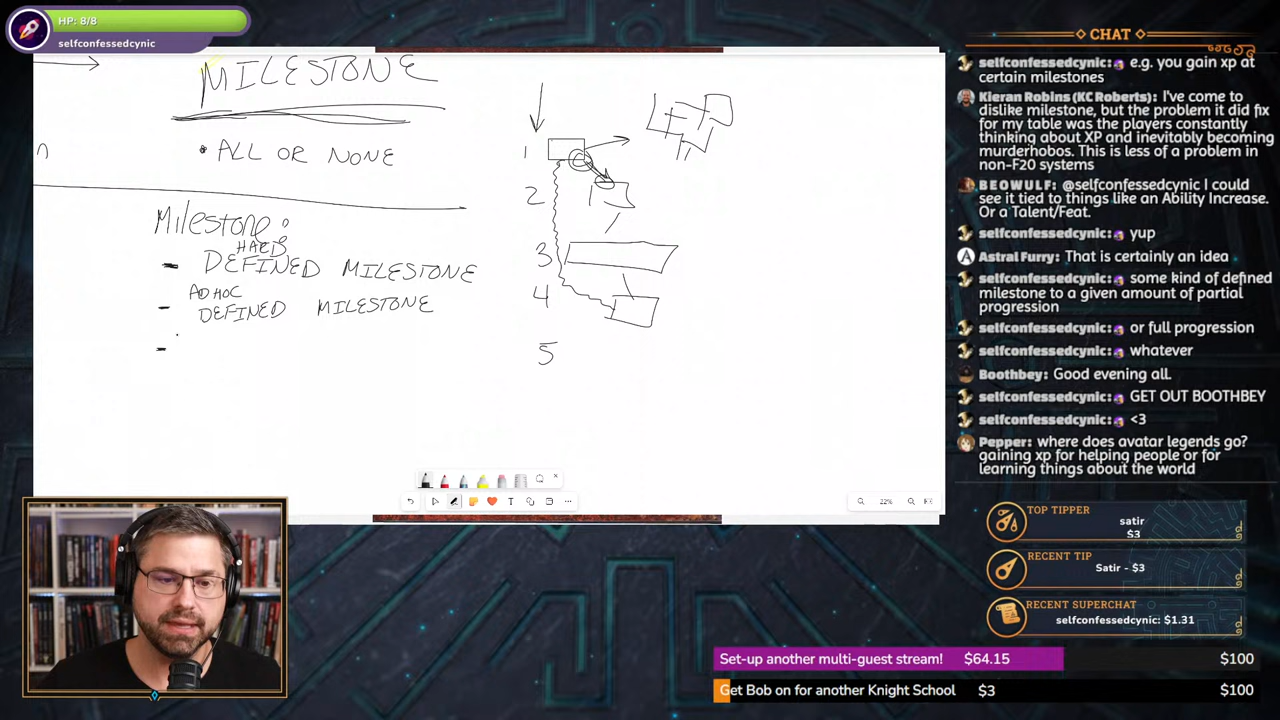 HP: 8/8
selfconfessedcynic
MILESTONE
n
• ALL OR NONE
Milestone:
HARD
- DEFINED MILESTONE
AD HOC
- DEFINED MILESTONE
-
1
2
3
4
5
22%
CHAT
selfconfessedcynic: e.g. you gain xp at
certain milestones
Kieran Robins (KC Roberts): I've come to
dislike milestone, but the problem it did fix
for my table was the players constantly
thinking about XP and inevitably becoming
murderhobos. This is less of a problem in
non-F20 systems
BEOWULF: @selfconfessedcynic I could
see it tied to things like an Ability Increase.
Or a Talent/Feat.
selfconfessedcynic: yup
Astral Furry: That is certainly an idea
selfconfessedcynic: some kind of defined
milestone to a given amount of partial
progression
selfconfessedcynic: or full progression
selfconfessedcynic: whatever
Boothbey: Good evening all.
selfconfessedcynic: GET OUT BOOTHBEY
selfconfessedcynic: <3
Pepper: where does avatar legends go?
gaining xp for helping people or for
learning things about the world
TOP TIPPER
satir
$3
RECENT TIP
Satir - $3
RECENT SUPERCHAT
selfconfessedcynic: $1.31
Set-up another multi-guest stream! $64.15 $100
Get Bob on for another Knight School $3 $100